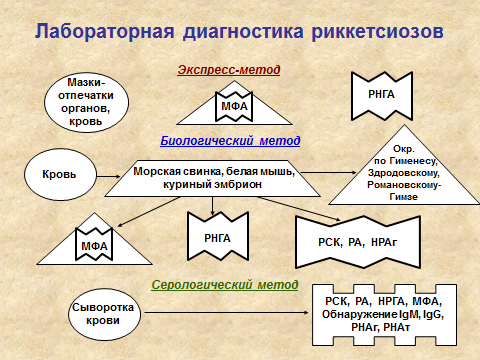 Лабораторная диагностика риккетсиозов
Экспресс-метод
Мазки-
отпечатки
органов,
кровь
МФА
РНГА
Биологический метод
Кровь
Морская свинка, белая мышь,
куриный эмбрион
Окр.
по Гименесу,
Здродовскому,
Романовскому-
Гимзе
МФА
РНГА
РСК, РА, НРАг
Серологический метод
Сыворотка
крови
РСК, РА, НРГА, МФА,
Обнаружение IgM, IgG,
РНАг, РНАт